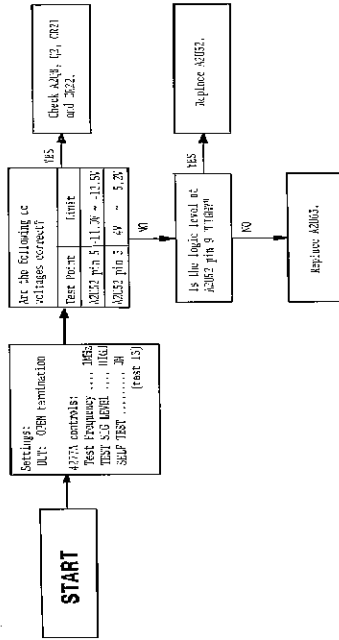 START
Settings:
DUT: OPEN termination
4277A controls:
Test Frequency .... 1MHz
TEST SIG LEVEL .... HIGH
SELF TEST ......... ON
(test 13)
Are the following dc
voltages correct?
Test Point Limit
A2U52 pin 5 -11.0V ~ -12.5V
A2U52 pin 3 4V ~ 5.2V
YES
Check A2Q8, Q2, CR21
and CR22.
NO
Is the logic level at
A2U52 pin 9 "LOW"?
YES
Replace A2U52.
NO
Replace A2U63.